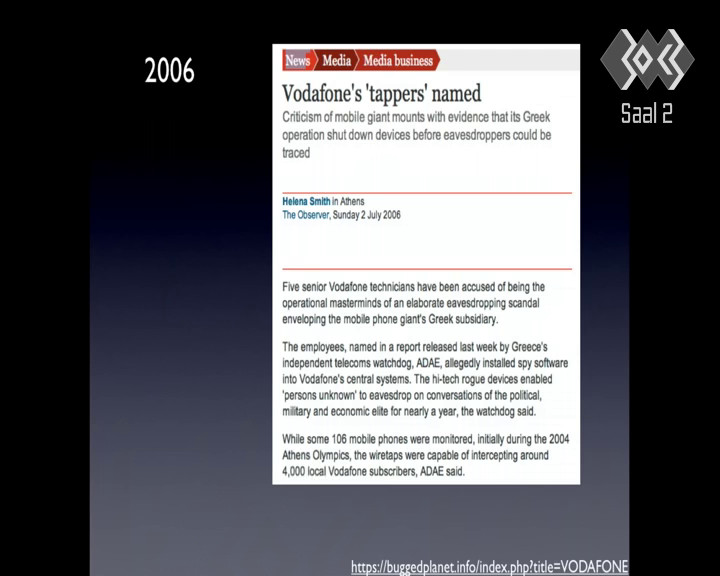 2006
News Media Media business
Vodafone's 'tappers' named
Criticism of mobile giant mounts with evidence that its Greek
operation shut down devices before eavesdroppers could be
traced
Helena Smith in Athens
The Observer, Sunday 2 July 2006
Five senior Vodafone technicians have been accused of being the
operational masterminds of an elaborate eavesdropping scandal
enveloping the mobile phone giant's Greek subsidiary.
The employees, named in a report released last week by Greece's
independent telecoms watchdog, ADAE, allegedly installed spy software
into Vodafone's central systems. The hi-tech rogue devices enabled
'persons unknown' to eavesdrop on conversations of the political,
military and economic elite for nearly a year, the watchdog said.
While some 106 mobile phones were monitored, initially during the 2004
Athens Olympics, the wiretaps were capable of intercepting around
4,000 local Vodafone subscribers, ADAE said.
https://buggedplanet.info/index.php?title=VODAFONE
Saal 2